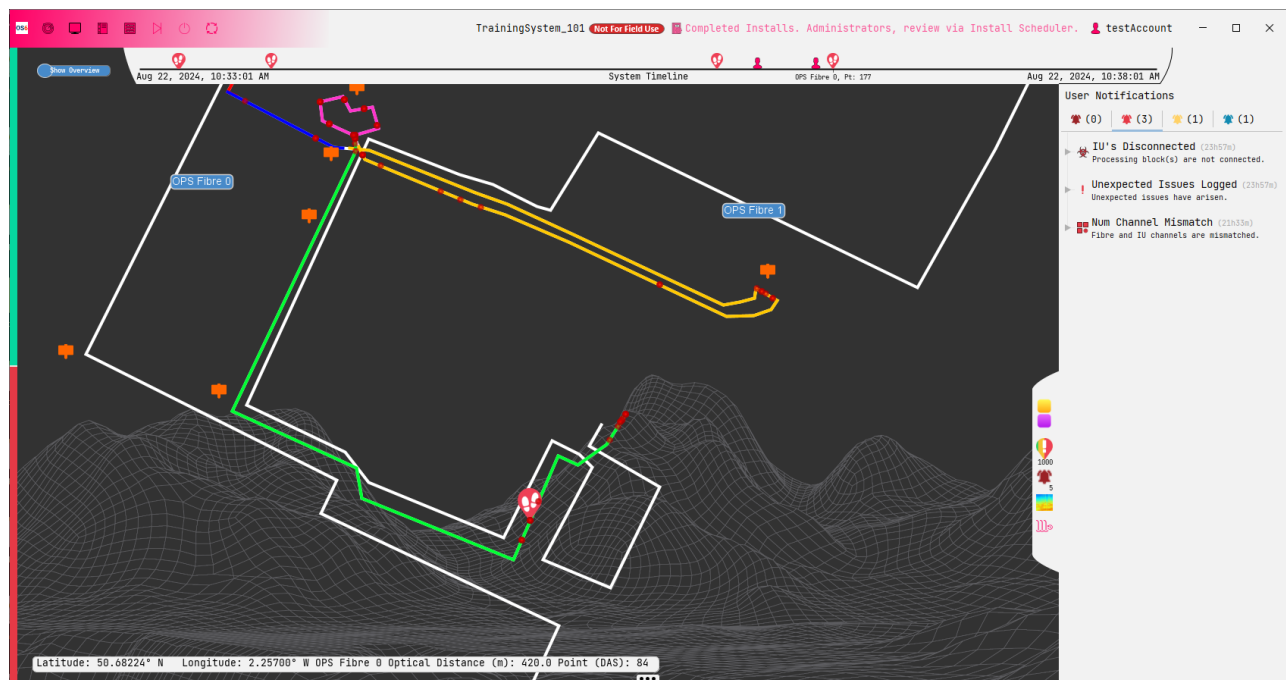 OS
TrainingSystem_101 Not For Field Use Completed Installs. Administrators, review via Install Scheduler. testAccount
Show Overview
Aug 22, 2024, 10:33:01 AM System Timeline OPS Fibre 0, Pt: 177 Aug 22, 2024, 10:38:01 AM
User Notifications
(0) (3) (1) (1)
IU's Disconnected (23h57m)
Processing block(s) are not connected.
Unexpected Issues Logged (23h57m)
Unexpected issues have arisen.
Num Channel Mismatch (21h33m)
Fibre and IU channels are mismatched.
OPS Fibre 0
OPS Fibre 1
1000
5
Latitude: 50.68224° N Longitude: 2.25700° W OPS Fibre 0 Optical Distance (m): 420.0 Point (DAS): 84